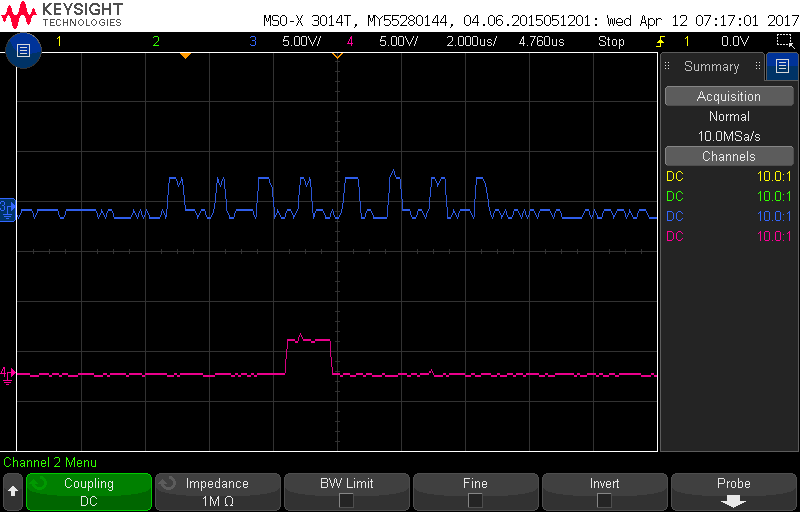 KEYSIGHT
TECHNOLOGIES
MSO-X 3014T, MY55280144, 04.06.2015051201: Wed Apr 12 07:17:01 2017
1 2 3 5.00V/ 4 5.00V/ 2.000us/ 4.760us Stop 1 0.0V
Summary
Acquisition
Normal
10.0MSa/s
Channels
DC 10.0:1
DC 10.0:1
DC 10.0:1
DC 10.0:1
3
4
Channel 2 Menu
Coupling Impedance BW Limit Fine Invert Probe
DC 1M Ω